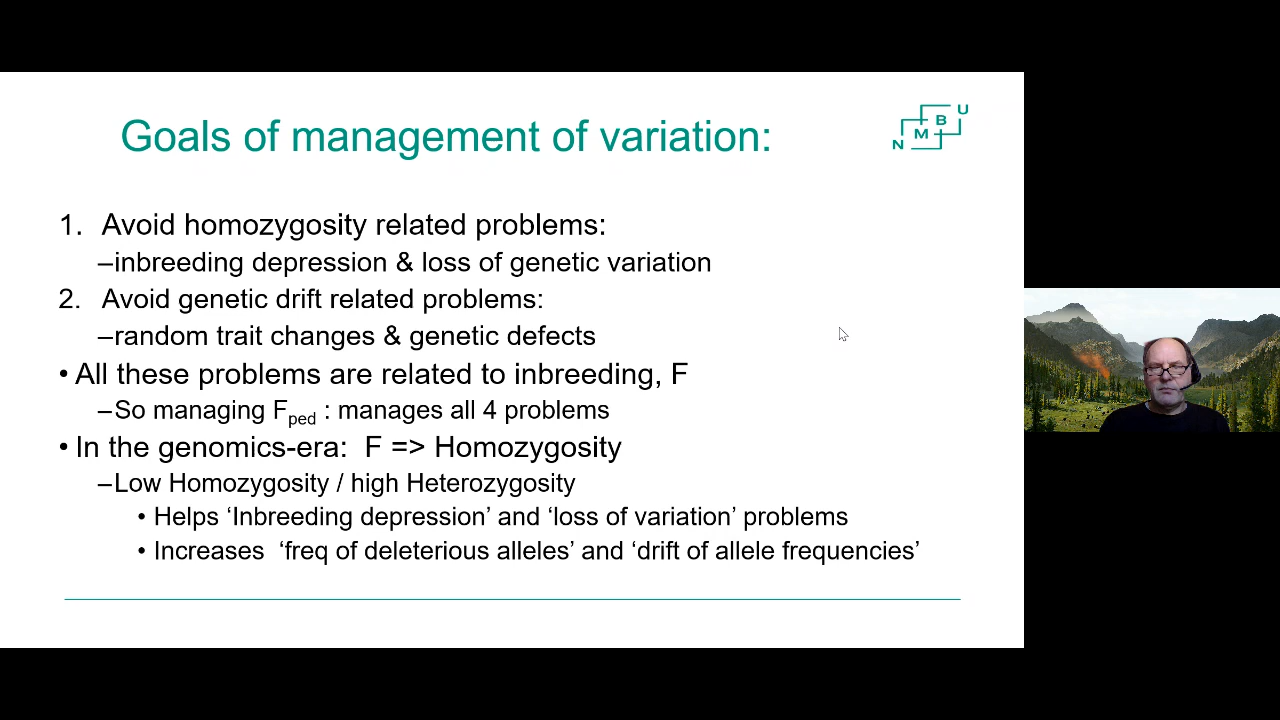 Goals of management of variation:
N M B U
1. Avoid homozygosity related problems:
–inbreeding depression & loss of genetic variation
2. Avoid genetic drift related problems:
–random trait changes & genetic defects
• All these problems are related to inbreeding, F
–So managing Fped : manages all 4 problems
• In the genomics-era: F => Homozygosity
–Low Homozygosity / high Heterozygosity
• Helps ‘Inbreeding depression’ and ‘loss of variation’ problems
• Increases ‘freq of deleterious alleles’ and ‘drift of allele frequencies’